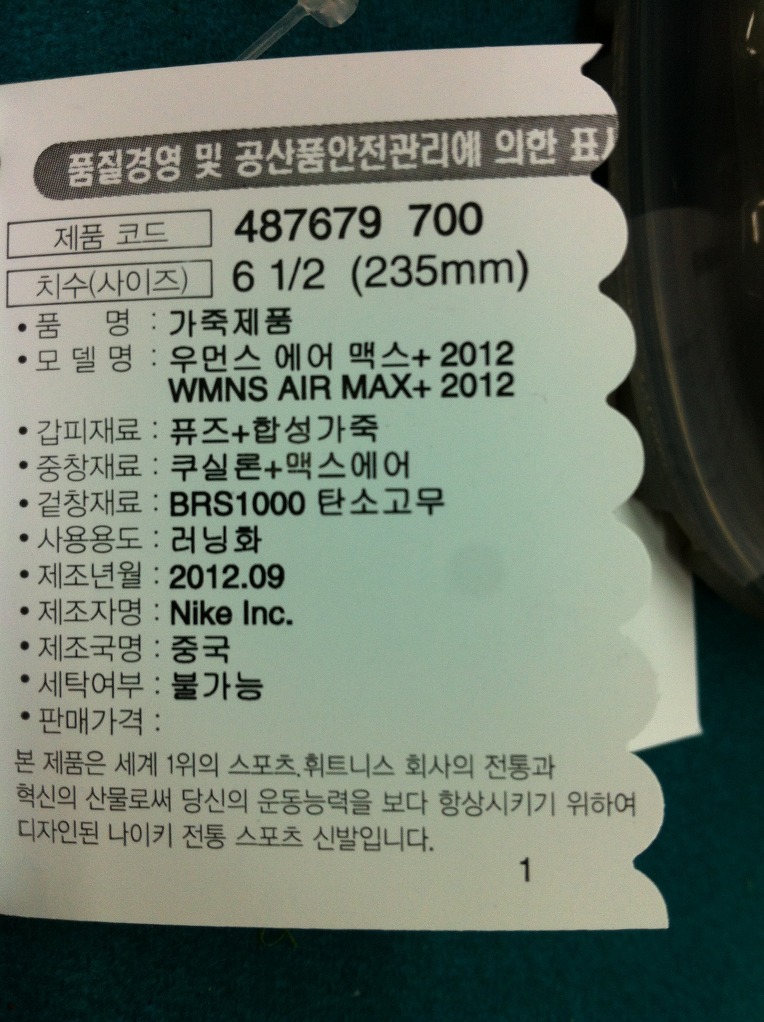 품질경영 및 공산품안전관리에 의한 표
제품 코드 487679 700
치수(사이즈) 6 1/2 (235mm)
• 품 명 : 가죽제품
• 모 델 명 : 우먼스 에어 맥스+ 2012
WMNS AIR MAX+ 2012
• 갑피재료 : 퓨즈+합성가죽
• 중창재료 : 쿠실론+맥스에어
• 겉창재료 : BRS1000 탄소고무
• 사용용도 : 러닝화
• 제조년월 : 2012.09
• 제조자명 : Nike Inc.
• 제조국명 : 중국
• 세탁여부 : 불가능
• 판매가격 :
본 제품은 세계 1위의 스포츠,휘트니스 회사의 전통과
혁신의 산물로써 당신의 운동능력을 보다 항상시키기 위하여
디자인된 나이키 전통 스포츠 신발입니다.
1